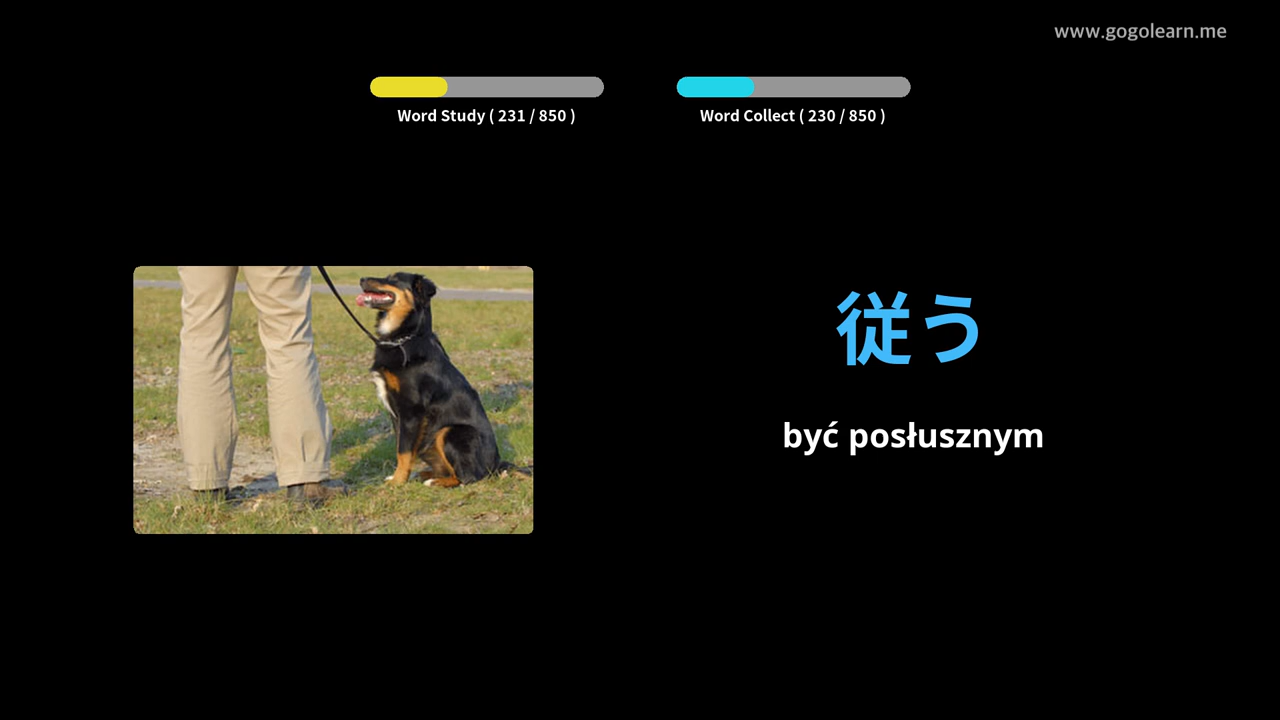 www.gogolearn.me
Word Study ( 231 / 850 )
Word Collect ( 230 / 850 )
従う
być posłusznym